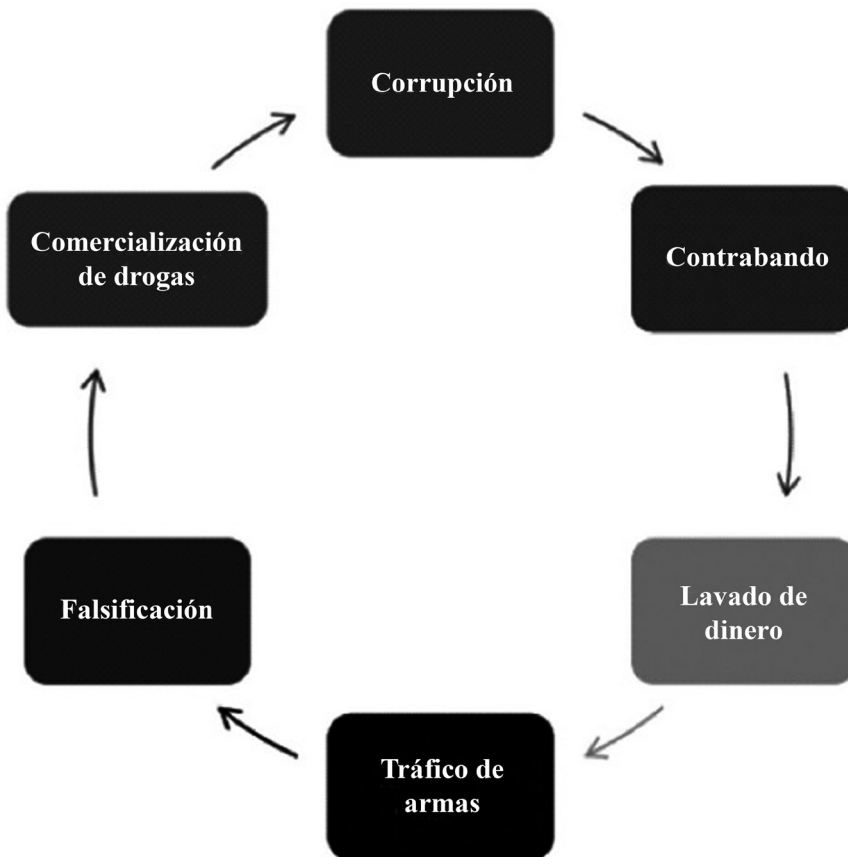 Corrupción
Contrabando
Lavado de
dinero
Tráfico de
armas
Falsificación
Comercialización
de drogas